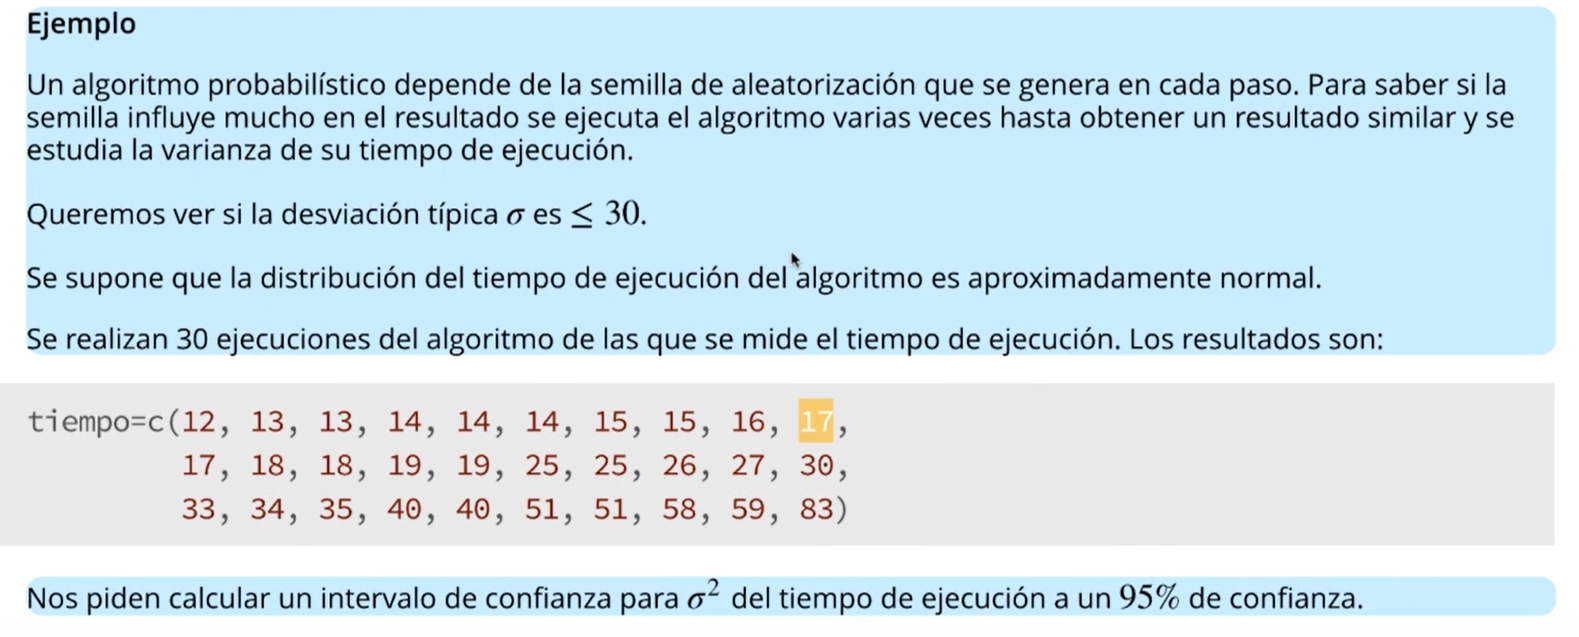 Ejemplo
Un algoritmo probabilístico depende de la semilla de aleatorización que se genera en cada paso. Para saber si la
semilla influye mucho en el resultado se ejecuta el algoritmo varias veces hasta obtener un resultado similar y se
estudia la varianza de su tiempo de ejecución.
Queremos ver si la desviación típica σ es ≤ 30.
Se supone que la distribución del tiempo de ejecución del algoritmo es aproximadamente normal.
Se realizan 30 ejecuciones del algoritmo de las que se mide el tiempo de ejecución. Los resultados son:
tiempo=c(12, 13, 13, 14, 14, 14, 15, 15, 16, 17,
17, 18, 18, 19, 19, 25, 25, 26, 27, 30,
33, 34, 35, 40, 40, 51, 51, 58, 59, 83)
Nos piden calcular un intervalo de confianza para σ² del tiempo de ejecución a un 95% de confianza.